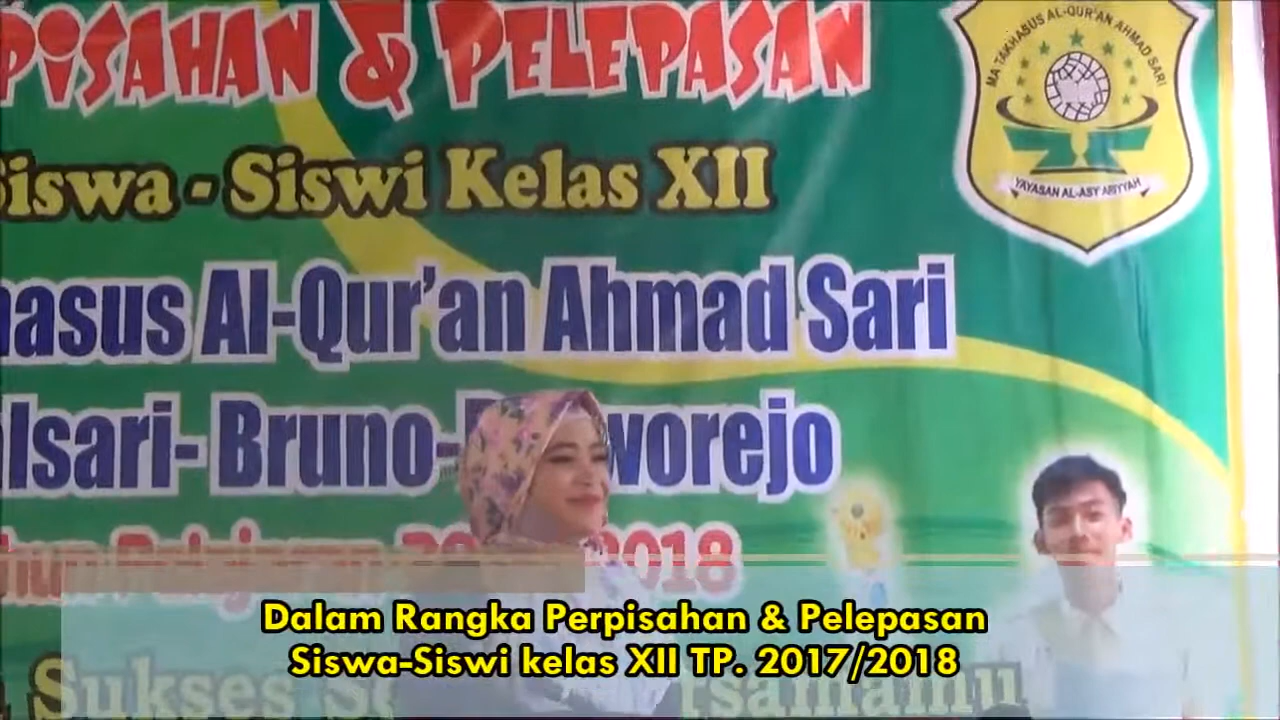 PISAHAN & PELEPASAN
MA TAKHASUS AL-QUR'AN AHMAD SARI
YAYASAN AL-ASY ARIYYAH
Siswa - Siswi Kelas XII
hasus Al-Qur'an Ahmad Sari
lsari- Bruno- worejo
2018
Sukses
Dalam Rangka Perpisahan & Pelepasan
Siswa-Siswi kelas XII TP. 2017/2018